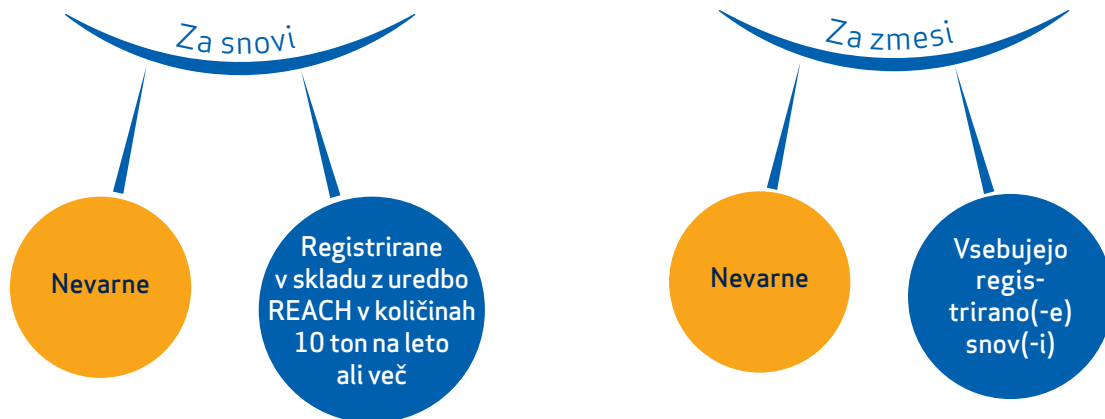 Za snovi
Nevarne
Registrirane
v skladu z uredbo
REACH v količinah
10 ton na leto
ali več
Za zmesi
Nevarne
Vsebujejo
regis-
trirano(-e)
snov(-i)